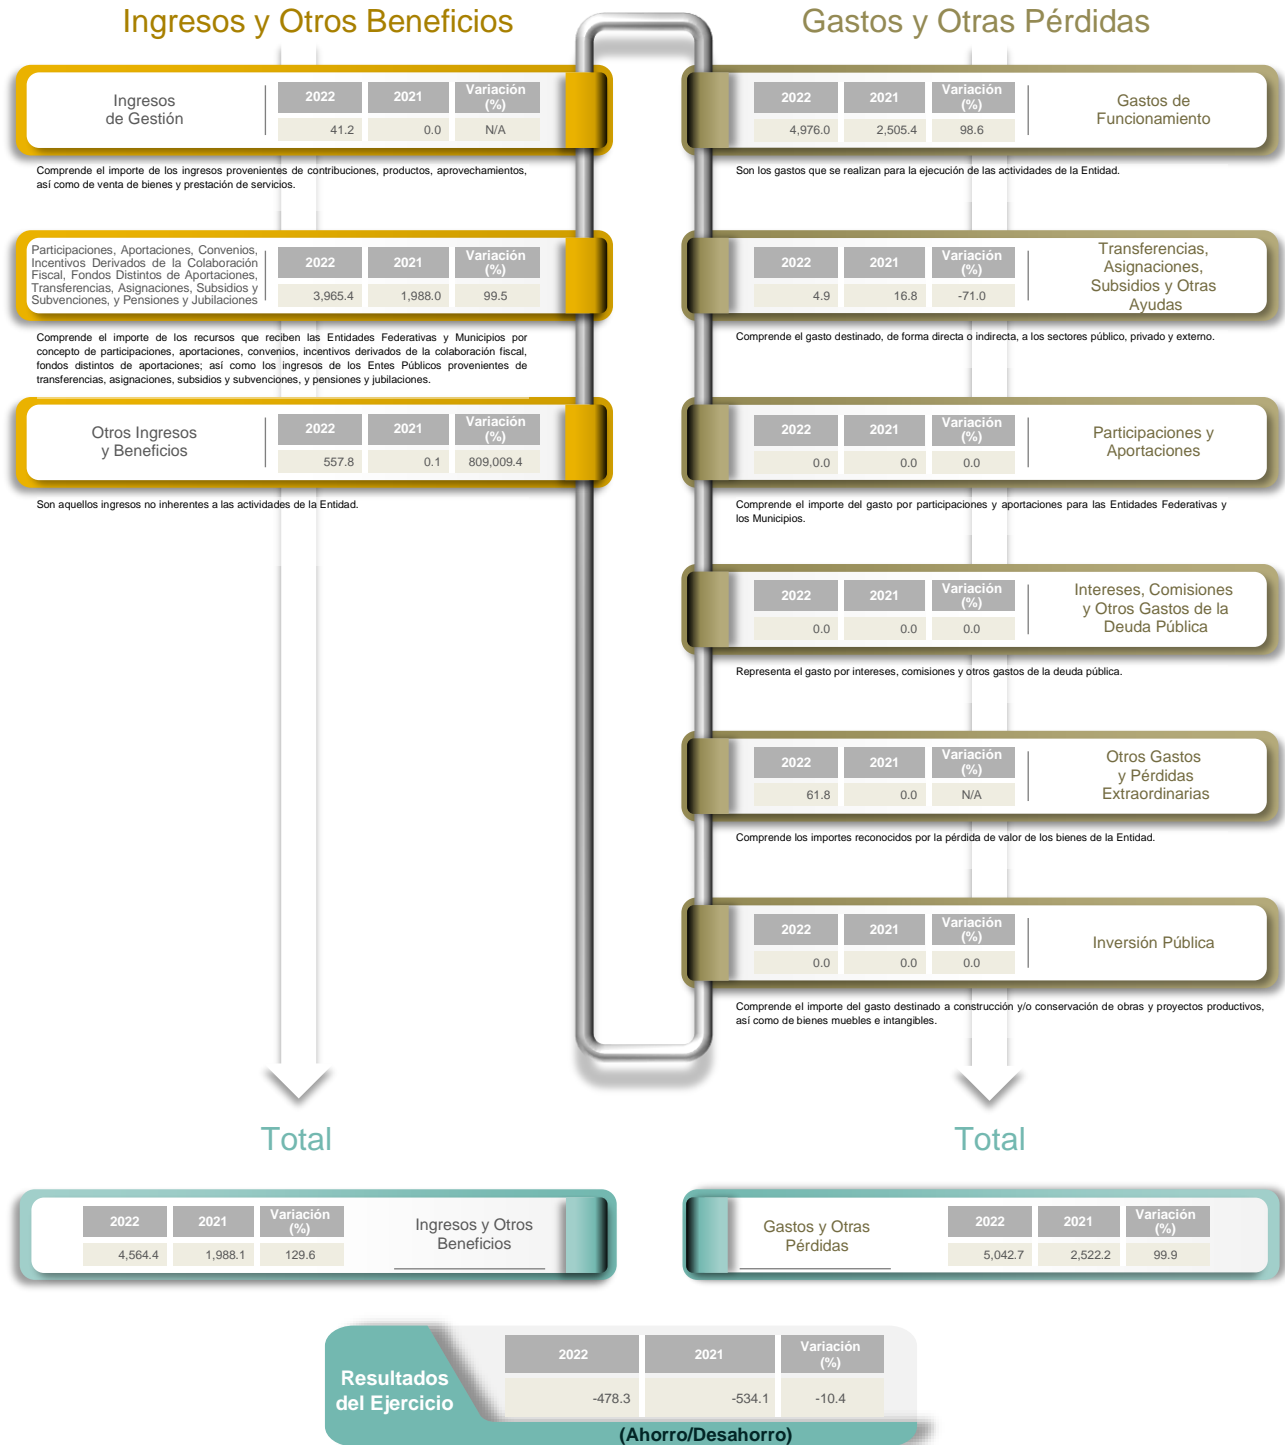 Ingresos y Otros Beneficios
Ingresos
de Gestión
2022 2021 Variación
(%)
41.2 0.0 N/A
Comprende el importe de los ingresos provenientes de contribuciones, productos, aprovechamientos,
así como de venta de bienes y prestación de servicios.
Participaciones, Aportaciones, Convenios,
Incentivos Derivados de la Colaboración
Fiscal, Fondos Distintos de Aportaciones,
Transferencias, Asignaciones, Subsidios y
Subvenciones, y Pensiones y Jubilaciones
2022 2021 Variación
(%)
3,965.4 1,988.0 99.5
Comprende el importe de los recursos que reciben las Entidades Federativas y Municipios por
concepto de participaciones, aportaciones, convenios, incentivos derivados de la colaboración fiscal,
fondos distintos de aportaciones; así como los ingresos de los Entes Públicos provenientes de
transferencias, asignaciones, subsidios y subvenciones, y pensiones y jubilaciones.
Otros Ingresos
y Beneficios
2022 2021 Variación
(%)
557.8 0.1 809,009.4
Son aquellos ingresos no inherentes a las actividades de la Entidad.
Gastos y Otras Pérdidas
2022 2021 Variación
(%)
4,976.0 2,505.4 98.6
Gastos de
Funcionamiento
Son los gastos que se realizan para la ejecución de las actividades de la Entidad.
2022 2021 Variación
(%)
4.9 16.8 -71.0
Transferencias,
Asignaciones,
Subsidios y Otras
Ayudas
Comprende el gasto destinado, de forma directa o indirecta, a los sectores público, privado y externo.
2022 2021 Variación
(%)
0.0 0.0 0.0
Participaciones y
Aportaciones
Comprende el importe del gasto por participaciones y aportaciones para las Entidades Federativas y
los Municipios.
2022 2021 Variación
(%)
0.0 0.0 0.0
Intereses, Comisiones
y Otros Gastos de la
Deuda Pública
Representa el gasto por intereses, comisiones y otros gastos de la deuda pública.
2022 2021 Variación
(%)
61.8 0.0 N/A
Otros Gastos
y Pérdidas
Extraordinarias
Comprende los importes reconocidos por la pérdida de valor de los bienes de la Entidad.
2022 2021 Variación
(%)
0.0 0.0 0.0
Inversión Pública
Comprende el importe del gasto destinado a construcción y/o conservación de obras y proyectos productivos,
así como de bienes muebles e intangibles.
Total
2022 2021 Variación
(%)
4,564.4 1,988.1 129.6
Ingresos y Otros
Beneficios
Total
Gastos y Otras
Pérdidas
2022 2021 Variación
(%)
5,042.7 2,522.2 99.9
Resultados
del Ejercicio
2022 2021 Variación
(%)
-478.3 -534.1 -10.4
(Ahorro/Desahorro)